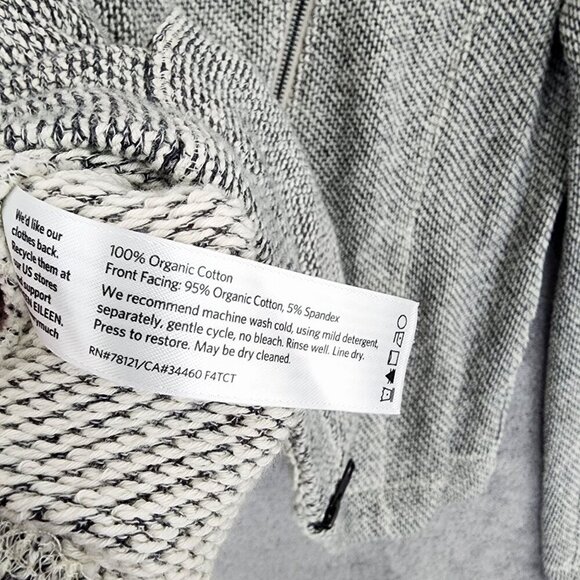 We'd like our
clothes back.
Recycle them at
our US stores
and support
EILEEN.
much
100% Organic Cotton
Front Facing: 95% Organic Cotton, 5% Spandex
We recommend machine wash cold, using mild detergent,
separately, gentle cycle, no bleach. Rinse well. Line dry.
Press to restore. May be dry cleaned.
RN#78121/CA#34460 F4TCT